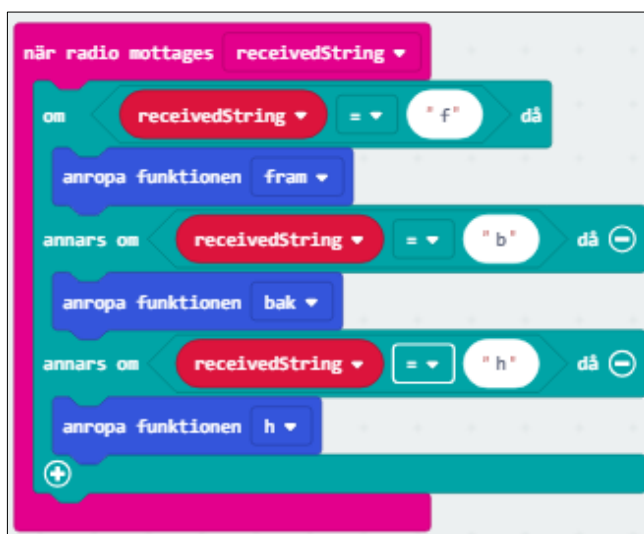 när radio mottages receivedString
om receivedString = "f" då
anropa funktionen fram
annars om receivedString = "b" då
anropa funktionen bak
annars om receivedString = "h" då
anropa funktionen h